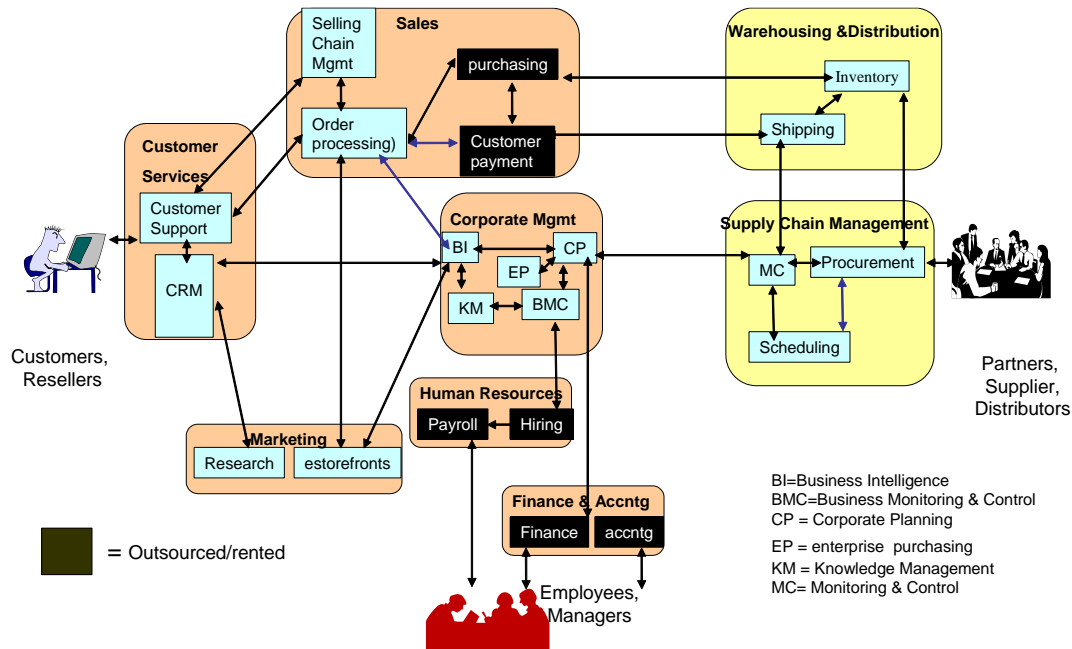 Selling
Chain
Mgmt
Sales
purchasing
Order
processing)
Customer
payment
Warehousing &Distribution
Inventory
Shipping
Customer
Services
Customer
Support
CRM
Customers,
Resellers
Corporate Mgmt
BI
CP
EP
KM
BMC
Supply Chain Management
MC
Procurement
Scheduling
Partners,
Supplier,
Distributors
Human Resources
Payroll
Hiring
Marketing
Research
estorefronts
Finance & Accntg
Finance
accntg
Employees,
Managers
= Outsourced/rented
BI=Business Intelligence
BMC=Business Monitoring & Control
CP = Corporate Planning
EP = enterprise purchasing
KM = Knowledge Management
MC= Monitoring & Control